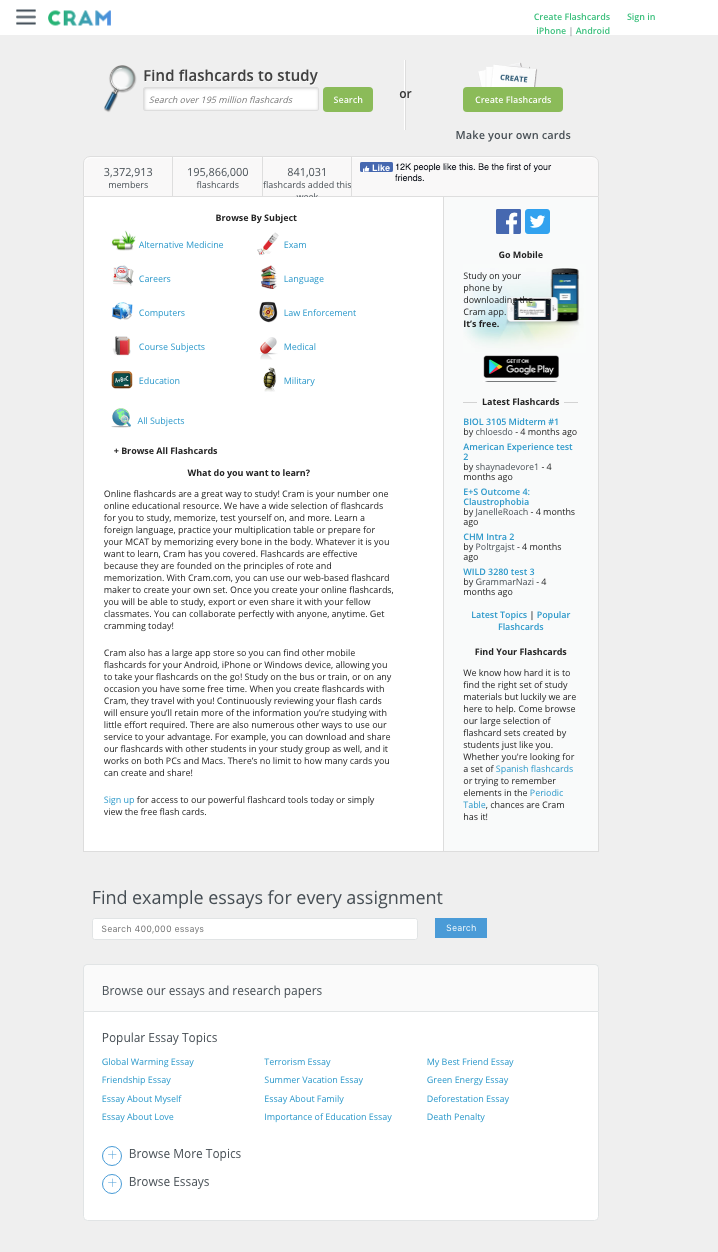 CRAM
Create Flashcards
Sign in
iPhone | Android
Find flashcards to study
Search over 195 million flashcards
Search
or
CREATE
Create Flashcards
Make your own cards
3,372,913
members
195,866,000
flashcards
841,031
flashcards added this
week
Like 12K people like this. Be the first of your
friends.
Browse By Subject
Alternative Medicine
Exam
Careers
Language
Computers
Law Enforcement
Course Subjects
Medical
Education
Military
All Subjects
+ Browse All Flashcards
What do you want to learn?
Online flashcards are a great way to study! Cram is your number one
online educational resource. We have a wide selection of flashcards
for you to study, memorize, test yourself on, and more. Learn a
foreign language, practice your multiplication table or prepare for
your MCAT by memorizing every bone in the body. Whatever it is you
want to learn, Cram has you covered. Flashcards are effective
because they are founded on the principles of rote and
memorization. With Cram.com, you can use our web-based flashcard
maker to create your own set. Once you create your online flashcards,
you will be able to study, export or even share it with your fellow
classmates. You can collaborate perfectly with anyone, anytime. Get
cramming today!
Cram also has a large app store so you can find other mobile
flashcards for your Android, iPhone or Windows device, allowing you
to take your flashcards on the go! Study on the bus or train, or on any
occasion you have some free time. When you create flashcards with
Cram, they travel with you! Continuously reviewing your flash cards
will ensure you'll retain more of the information you're studying with
little effort required. There are also numerous other ways to use our
service to your advantage. For example, you can download and share
our flashcards with other students in your study group as well, and it
works on both PCs and Macs. There's no limit to how many cards you
can create and share!
Sign up for access to our powerful flashcard tools today or simply
view the free flash cards.
Go Mobile
Study on your
phone by
downloading the
Cram app.
It's free.
GET IT ON
Google Play
Latest Flashcards
BIOL 3105 Midterm #1
by chloesdo - 4 months ago
American Experience test
2
by shaynadevore1 - 4
months ago
E+S Outcome 4:
Claustrophobia
by JanelleRoach - 4 months
ago
CHM Intra 2
by Poltrgajst - 4 months
ago
WILD 3280 test 3
by GrammarNazi - 4
months ago
Latest Topics | Popular
Flashcards
Find Your Flashcards
We know how hard it is to
find the right set of study
materials but luckily we are
here to help. Come browse
our large selection of
flashcard sets created by
students just like you.
Whether you're looking for
a set of Spanish flashcards
or trying to remember
elements in the Periodic
Table, chances are Cram
has it!
Find example essays for every assignment
Search 400,000 essays
Search
Browse our essays and research papers
Popular Essay Topics
Global Warming Essay
Terrorism Essay
My Best Friend Essay
Friendship Essay
Summer Vacation Essay
Green Energy Essay
Essay About Myself
Essay About Family
Deforestation Essay
Essay About Love
Importance of Education Essay
Death Penalty
Browse More Topics
Browse Essays